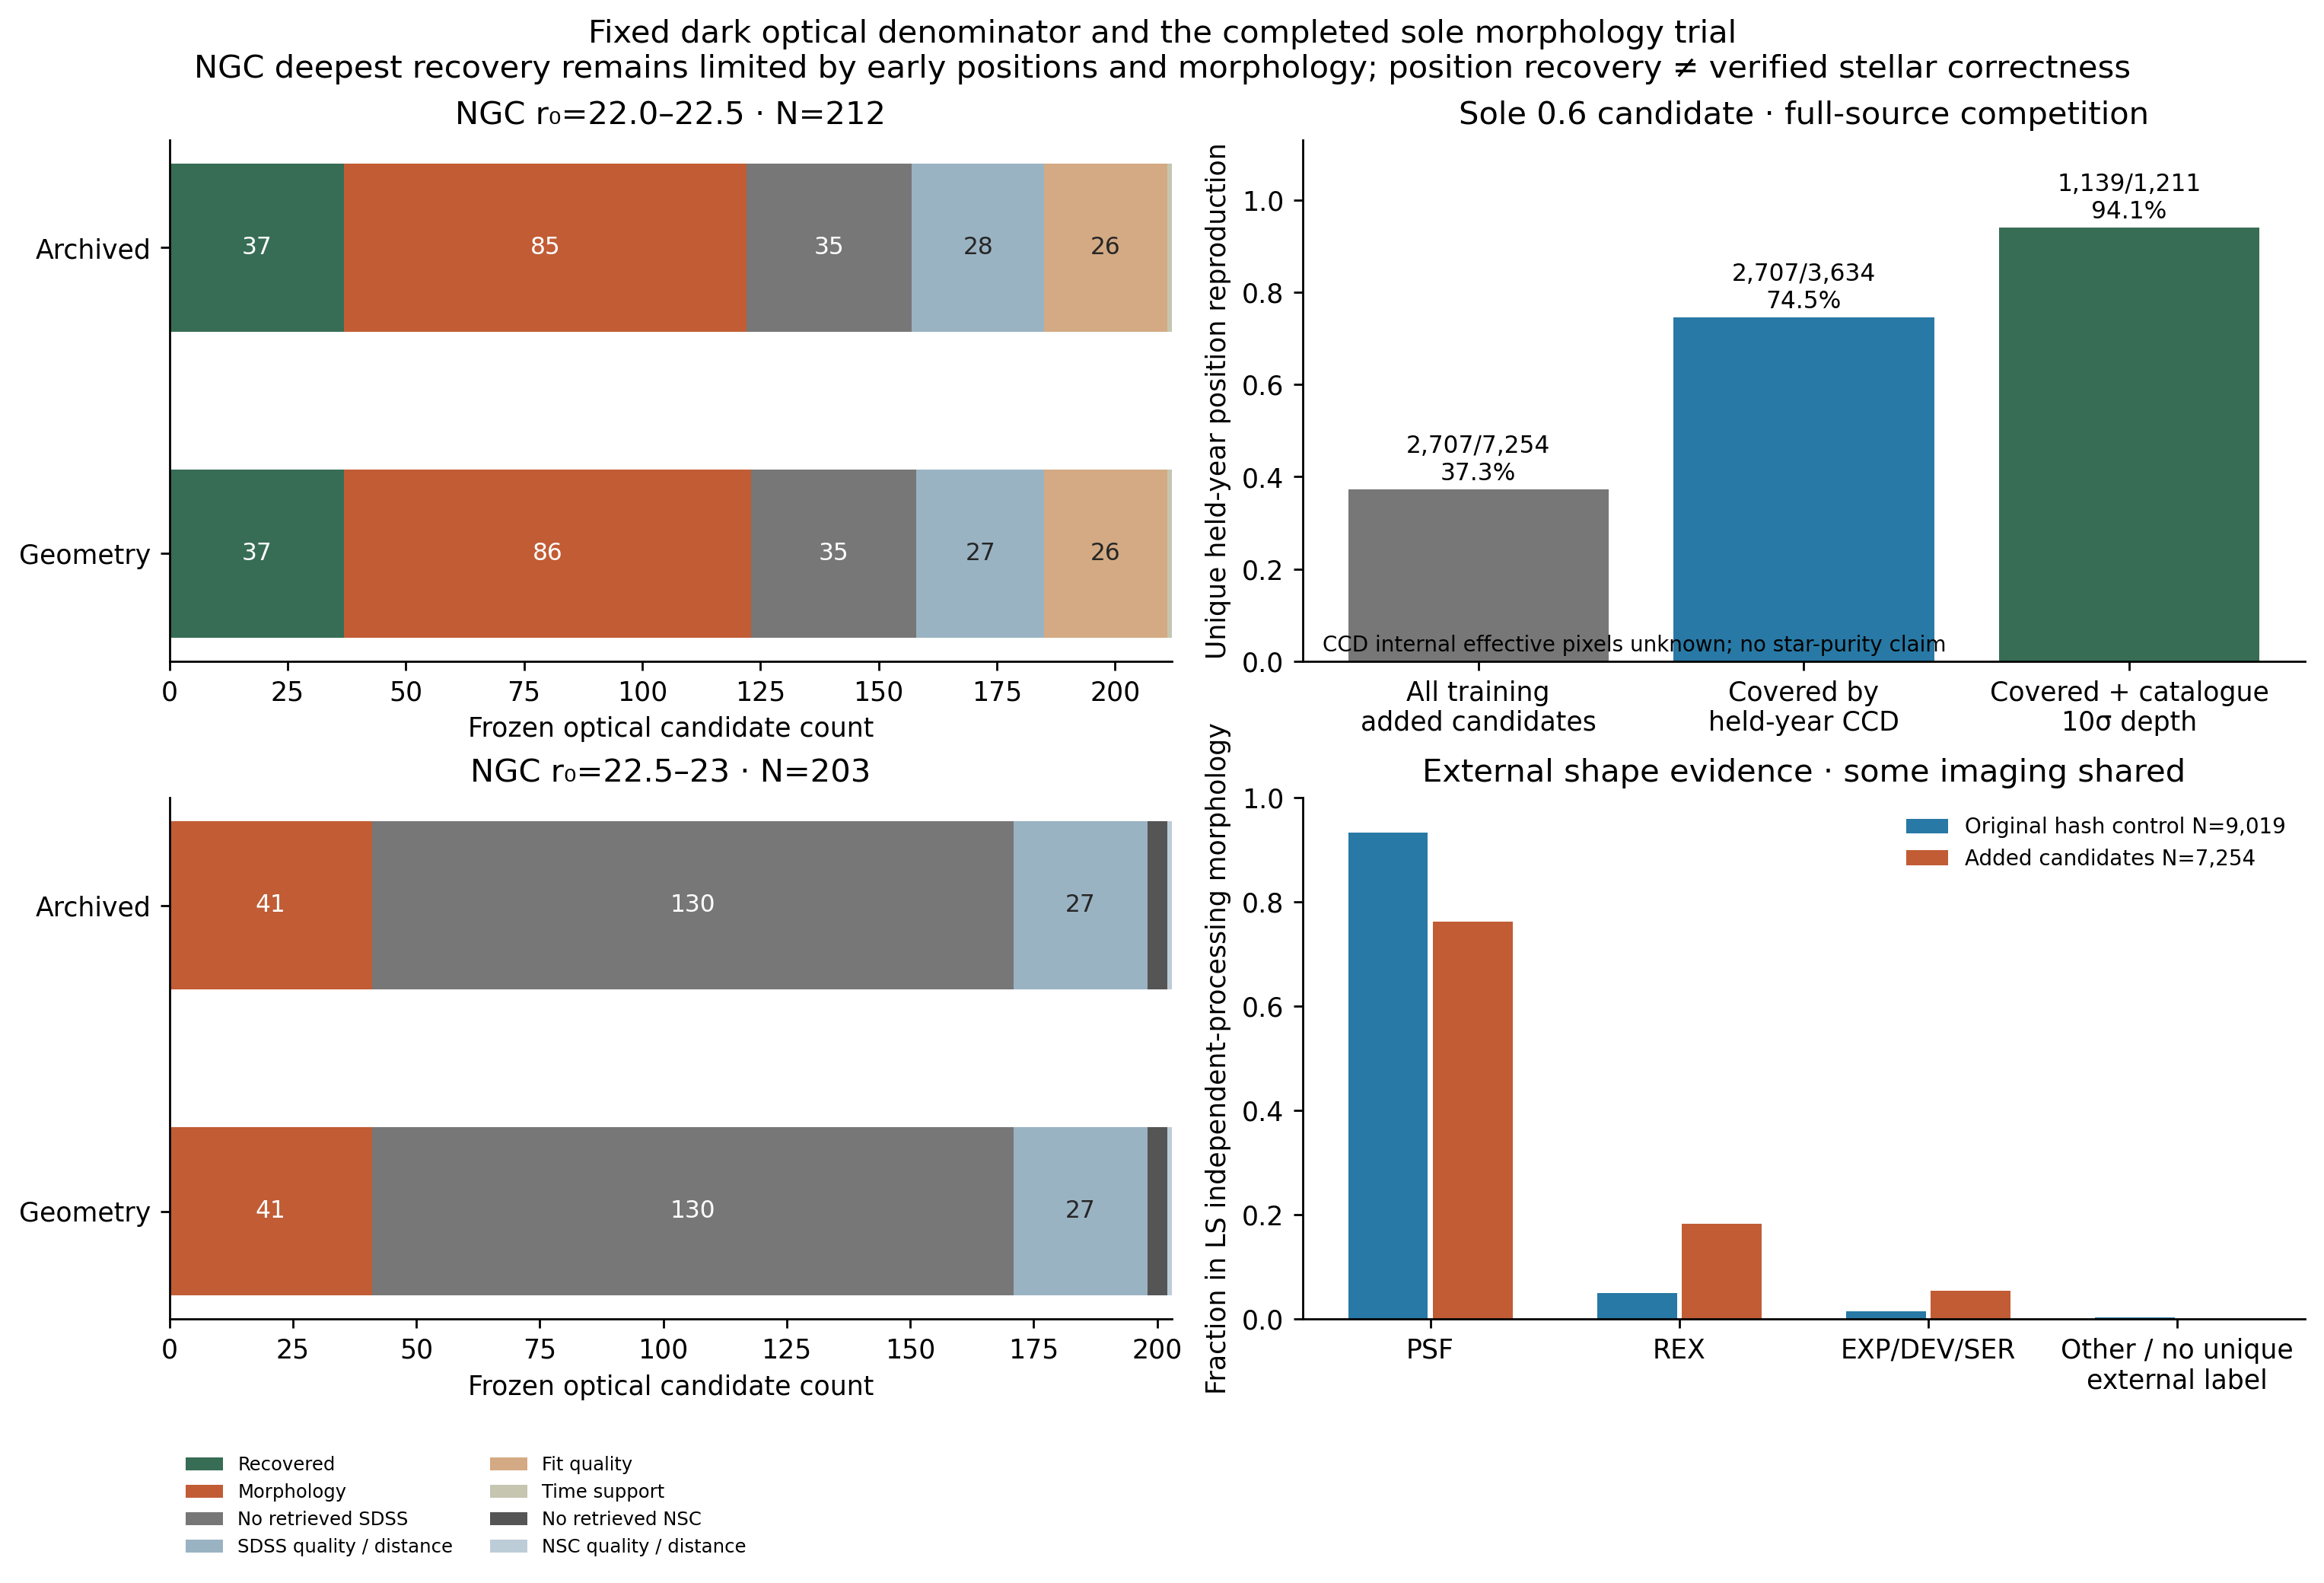 Fixed dark optical denominator and the completed sole morphology trial
NGC deepest recovery remains limited by early positions and morphology; position recovery ≠ verified stellar correctness
NGC r₀=22.0–22.5 · N=212
Archived
Geometry
37
85
35
28
26
37
86
35
27
26
0
25
50
75
100
125
150
175
200
Frozen optical candidate count
Sole 0.6 candidate · full-source competition
Unique held-year position reproduction
1.0
0.8
0.6
0.4
0.2
0.0
2,707/7,254
37.3%
2,707/3,634
74.5%
1,139/1,211
94.1%
CCD internal effective pixels unknown; no star-purity claim
All training
added candidates
Covered by
held-year CCD
Covered + catalogue
10σ depth
NGC r₀=22.5–23 · N=203
Archived
Geometry
41
130
27
41
130
27
0
25
50
75
100
125
150
175
200
Frozen optical candidate count
External shape evidence · some imaging shared
Fraction in LS independent-processing morphology
1.0
0.8
0.6
0.4
0.2
0.0
Original hash control N=9,019
Added candidates N=7,254
PSF
REX
EXP/DEV/SER
Other / no unique
external label
Recovered
Morphology
No retrieved SDSS
SDSS quality / distance
Fit quality
Time support
No retrieved NSC
NSC quality / distance